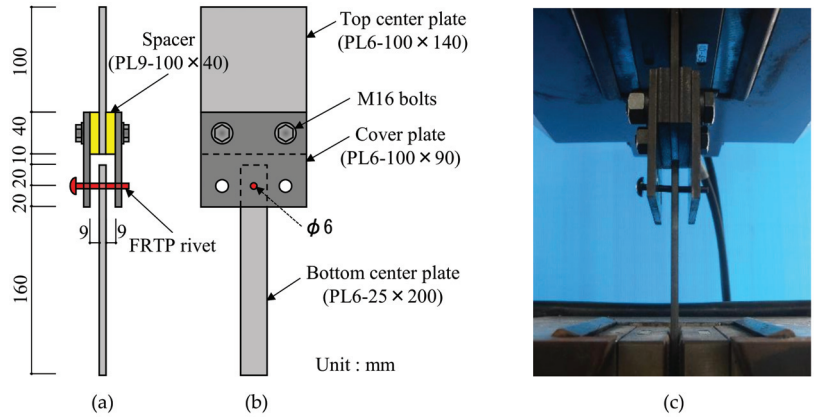 100
40
10
20
20
160
9
9
Spacer
(PL9-100×40)
FRTP rivet
Top center plate
(PL6-100×140)
M16 bolts
Cover plate
(PL6-100×90)
ϕ6
Bottom center plate
(PL6-25×200)
Unit : mm
(a)
(b)
(c)